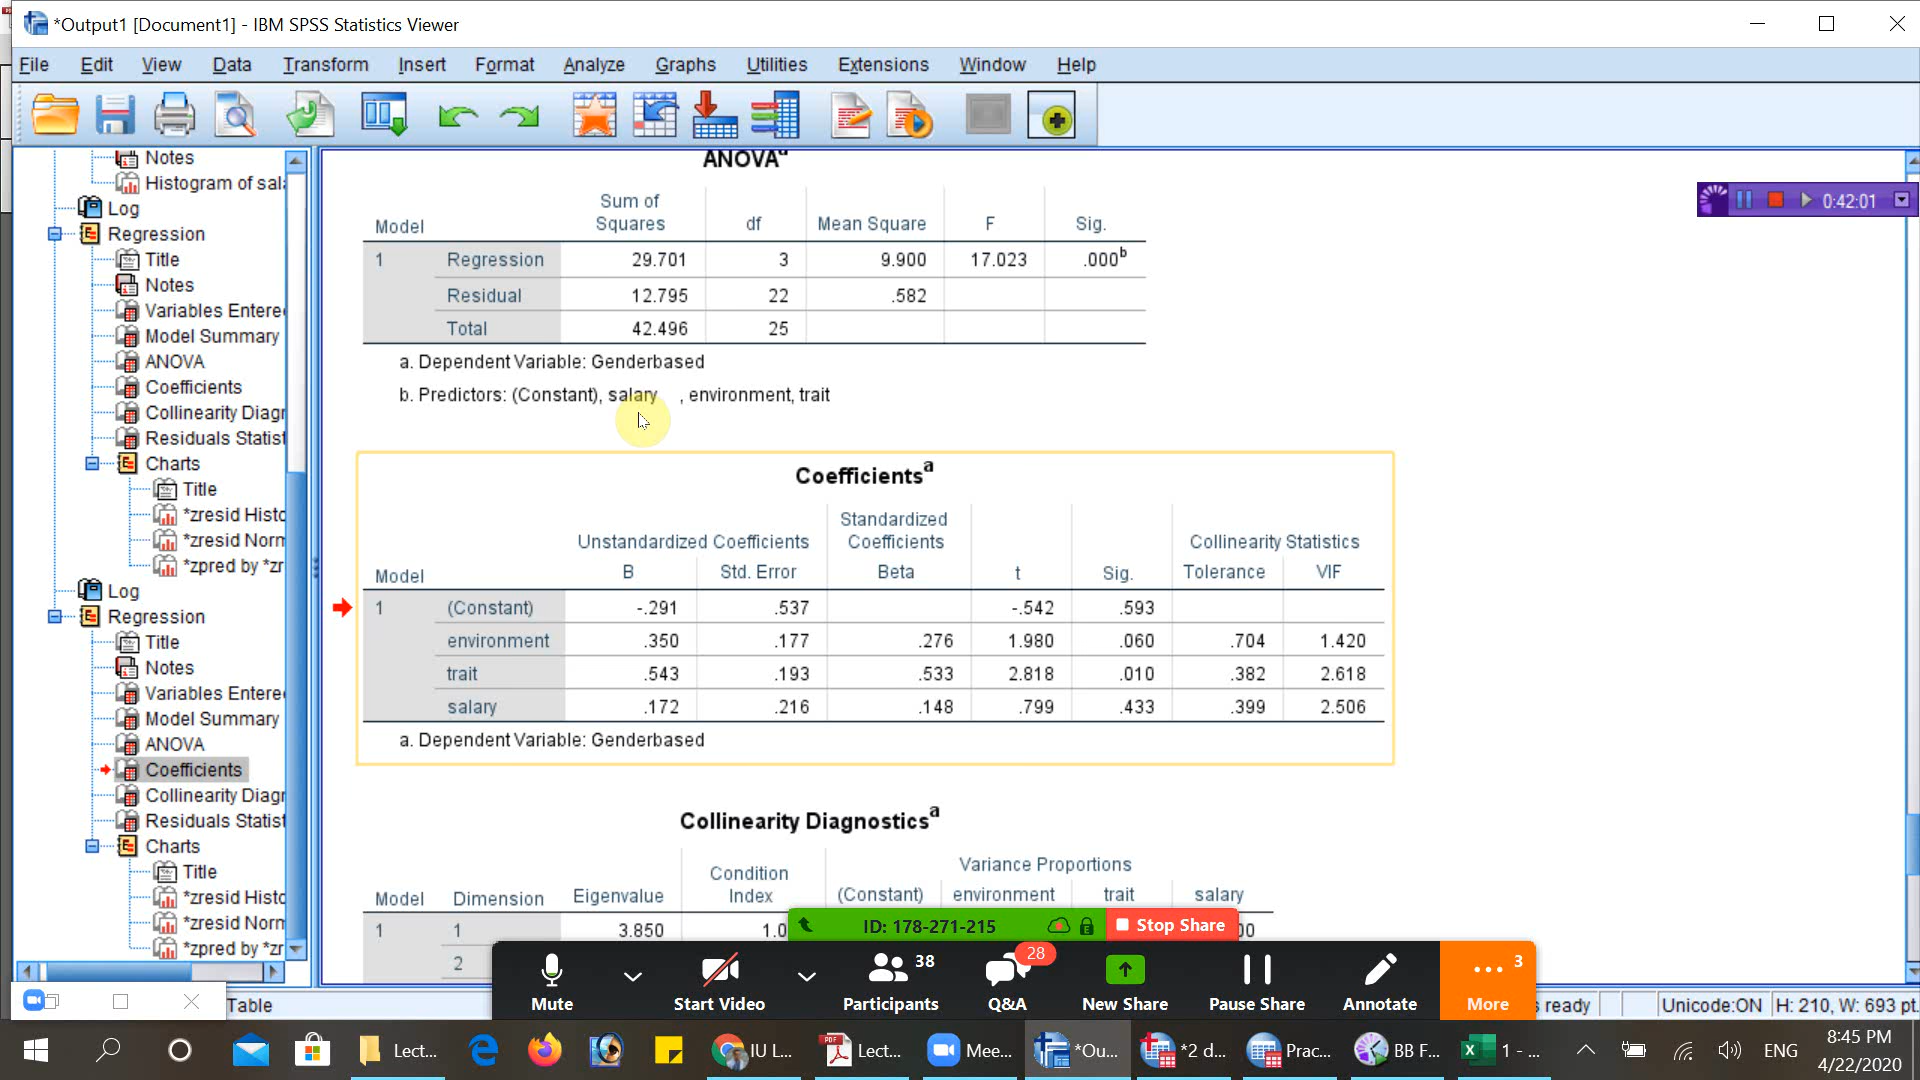 *Output1 [Document1] - IBM SPSS Statistics Viewer
File Edit View Data Transform Insert Format Analyze Graphs Utilities Extensions Window Help
Notes
Histogram of sal
Log
Regression
Title
Notes
Variables Entere
Model Summary
ANOVA
Coefficients
Collinearity Diagr
Residuals Statist
Charts
Title
*zresid Histo
*zresid Norm
*zpred by *zr
Log
Regression
Title
Notes
Variables Entere
Model Summary
ANOVA
Coefficients
Collinearity Diagr
Residuals Statist
Charts
Title
*zresid Histo
*zresid Norm
*zpred by *zr
0:42:01
ANOVAa
Model Sum of Squares df Mean Square F Sig.
1 Regression 29.701 3 9.900 17.023 .000b
Residual 12.795 22 .582
Total 42.496 25
a. Dependent Variable: Genderbased
b. Predictors: (Constant), salary , environment, trait
Coefficientsa
Unstandardized Coefficients Standardized Coefficients Collinearity Statistics
Model B Std. Error Beta t Sig. Tolerance VIF
1 (Constant) -.291 .537 -.542 .593
environment .350 .177 .276 1.980 .060 .704 1.420
trait .543 .193 .533 2.818 .010 .382 2.618
salary .172 .216 .148 .799 .433 .399 2.506
a. Dependent Variable: Genderbased
Collinearity Diagnosticsa
Variance Proportions
Model Dimension Eigenvalue Condition Index (Constant) environment trait salary
1 1 3.850 1.0 00
2
ID: 178-271-215 Stop Share
38 28 3
Mute Start Video Participants Q&A New Share Pause Share Annotate More
Table ready Unicode:ON H: 210, W: 693 pt.
Lect... IU L... Lect... Mee... *Ou... *2 d... Prac... BB F... 1 - ... ENG
8:45 PM
4/22/2020